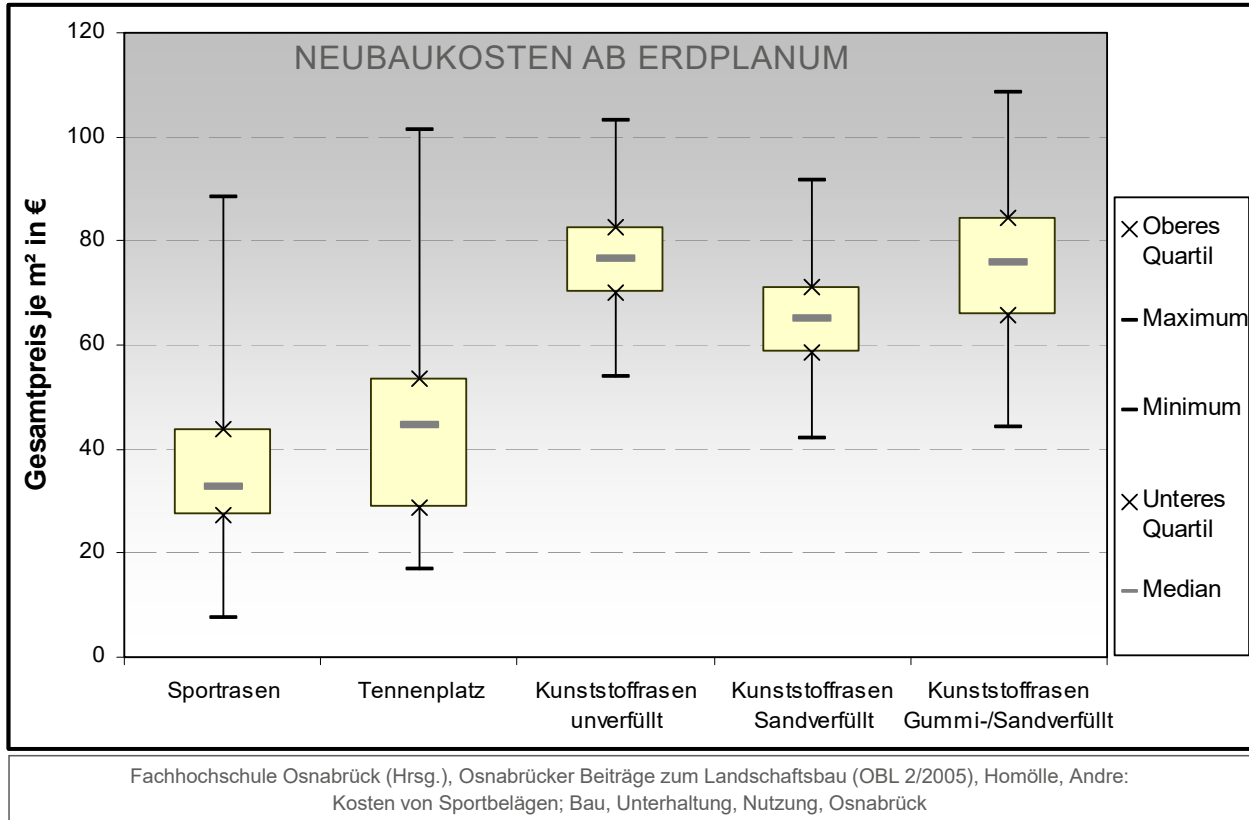 NEUBAUKOSTEN AB ERDPLANUM
Gesamtpreis je m² in €
120
100
80
60
40
20
0
Sportrasen
Tennenplatz
Kunststoffrasen
unverfüllt
Kunststoffrasen
Sandverfüllt
Kunststoffrasen
Gummi-/Sandverfüllt
Oberes
Quartil
Maximum
Minimum
Unteres
Quartil
Median
Fachhochschule Osnabrück (Hrsg.), Osnabrücker Beiträge zum Landschaftsbau (OBL 2/2005), Homölle, Andre:
Kosten von Sportbelägen; Bau, Unterhaltung, Nutzung, Osnabrück